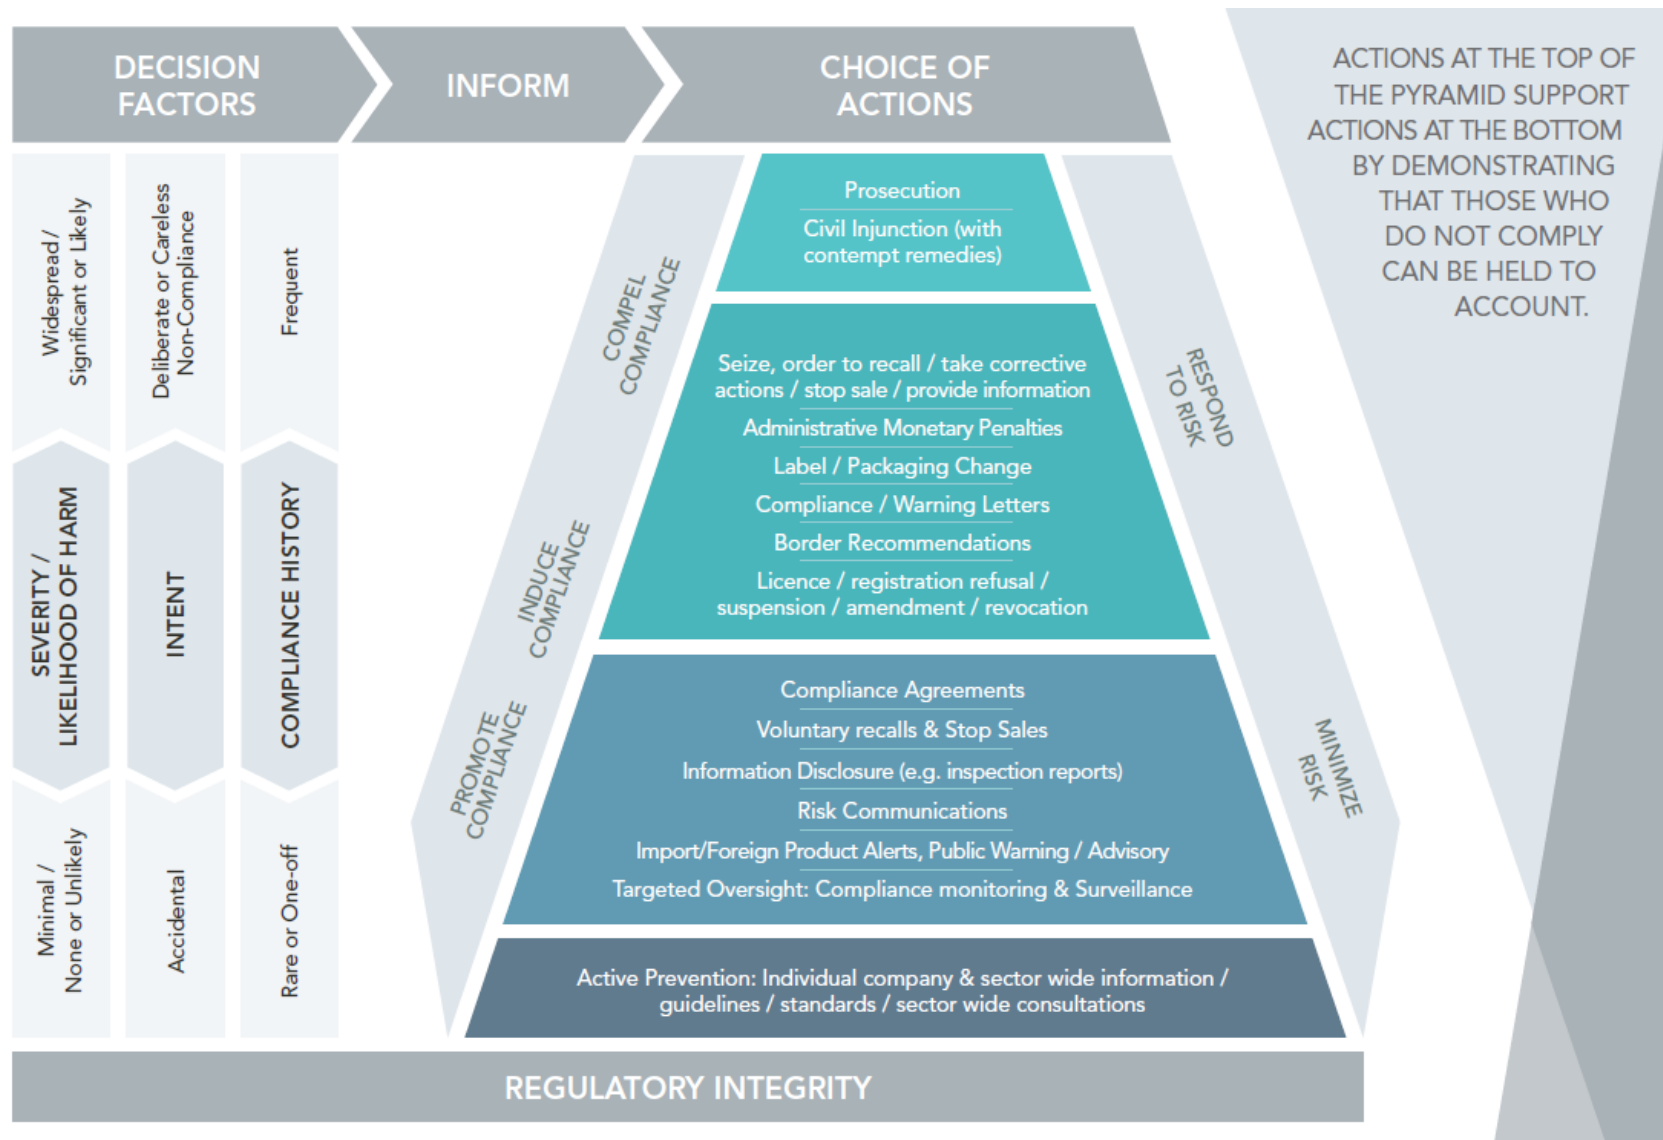 DECISION
FACTORS
INFORM
CHOICE OF
ACTIONS
ACTIONS AT THE TOP OF
THE PYRAMID SUPPORT
ACTIONS AT THE BOTTOM
BY DEMONSTRATING
THAT THOSE WHO
DO NOT COMPLY
CAN BE HELD TO
ACCOUNT.
Widespread /
Significant or Likely
Deliberate or Careless
Non-Compliance
Frequent
SEVERITY /
LIKELIHOOD OF HARM
INTENT
COMPLIANCE HISTORY
Minimal /
None or Unlikely
Accidental
Rare or One-off
COMPEL
COMPLIANCE
INDUCE
COMPLIANCE
PROMOTE
COMPLIANCE
Prosecution
Civil Injunction (with
contempt remedies)
Seize, order to recall / take corrective
actions / stop sale / provide information
Administrative Monetary Penalties
Label / Packaging Change
Compliance / Warning Letters
Border Recommendations
Licence / registration refusal /
suspension / amendment / revocation
Compliance Agreements
Voluntary recalls & Stop Sales
Information Disclosure (e.g. inspection reports)
Risk Communications
Import/Foreign Product Alerts, Public Warning / Advisory
Targeted Oversight: Compliance monitoring & Surveillance
Active Prevention: Individual company & sector wide information /
guidelines / standards / sector wide consultations
RESPOND
TO RISK
MINIMIZE
RISK
REGULATORY INTEGRITY